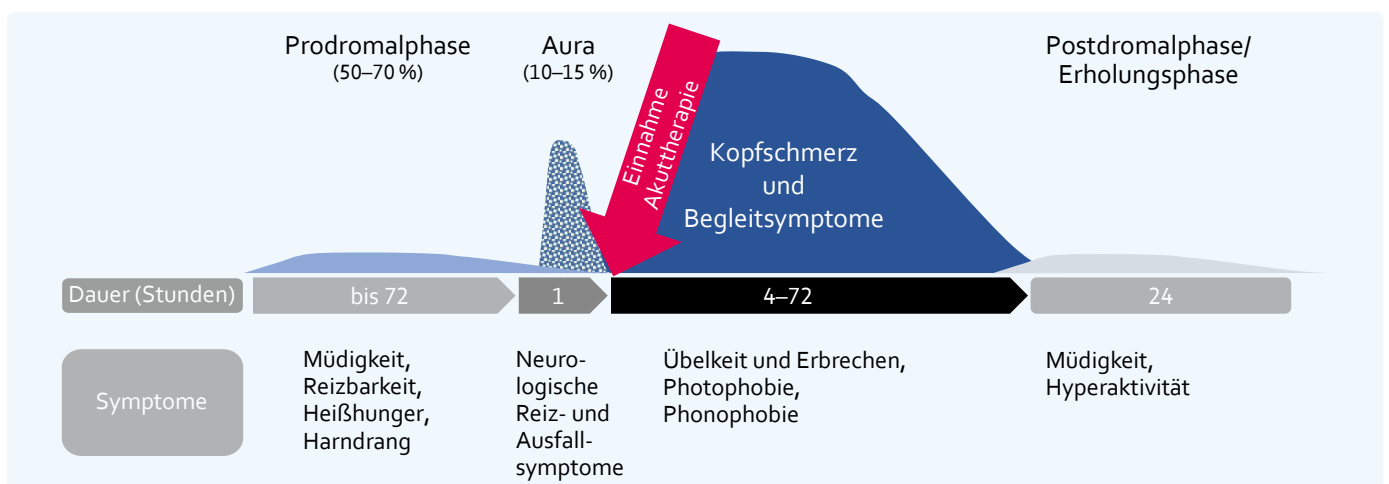 Prodromalphase
(50–70 %)
Aura
(10–15 %)
Einnahme
Akuttherapie
Kopfschmerz
und
Begleitsymptome
Postdromalphase/
Erholungsphase
Dauer (Stunden)
bis 72
1
4–72
24
Symptome
Müdigkeit,
Reizbarkeit,
Heißhunger,
Harndrang
Neuro-
logische
Reiz- und
Ausfall-
symptome
Übelkeit und Erbrechen,
Photophobie,
Phonophobie
Müdigkeit,
Hyperaktivität